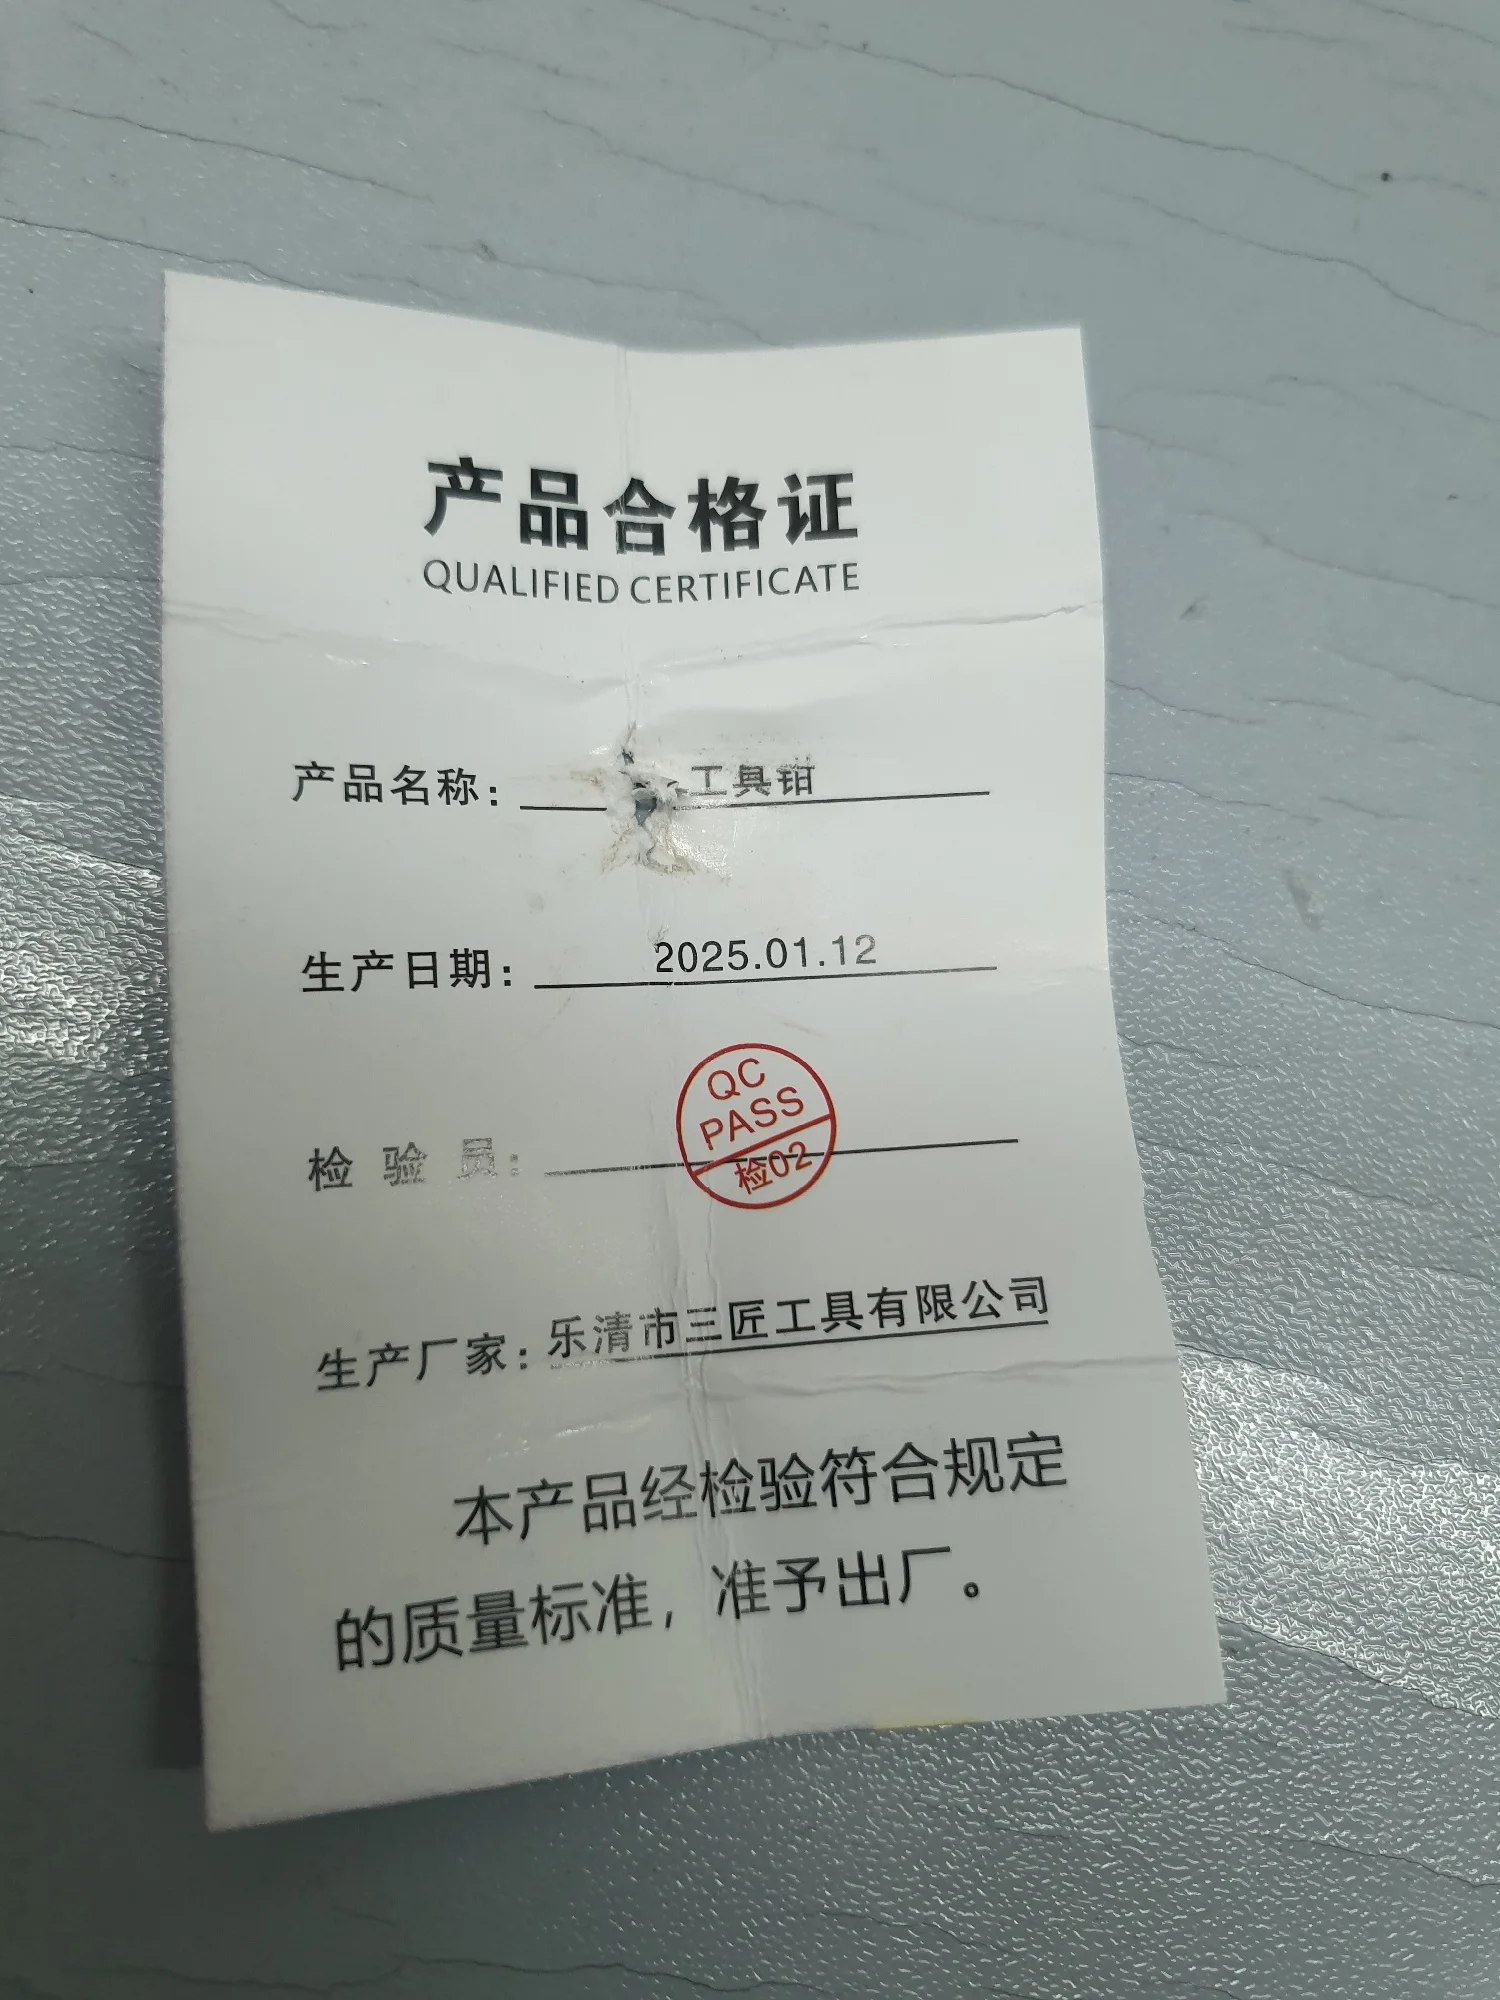 产品合格证
QUALIFIED CERTIFICATE
产品名称: 工具钳
生产日期: 2025.01.12
检验员:
QC
PASS
检02
生产厂家: 乐清市三匠工具有限公司
本产品经检验符合规定
的质量标准，准予出厂。